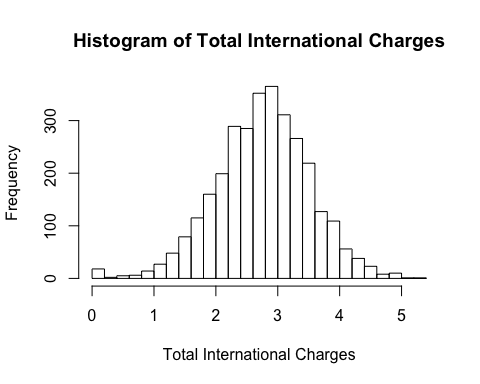 Histogram of Total International Charges
Frequency
300
200
100
0
0 1 2 3 4 5
Total International Charges